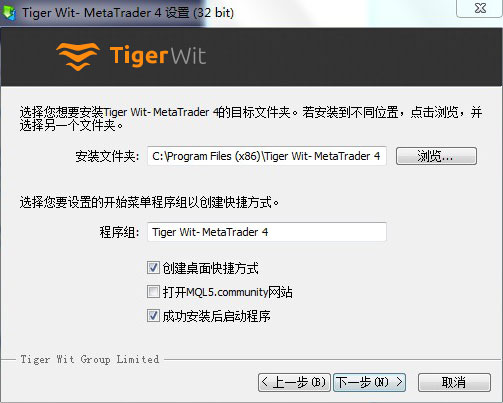 Tiger Wit- MetaTrader 4 设置 (32 bit)
TigerWit
选择您想要安装Tiger Wit- MetaTrader 4的目标文件夹。若安装到不同位置，点击浏览，并
选择另一个文件夹。
安装文件夹: C:\Program Files (x86)\Tiger Wit- MetaTrader 4 浏览...
选择您要设置的开始菜单程序组以创建快捷方式。
程序组: Tiger Wit- MetaTrader 4
创建桌面快捷方式
打开MQL5.community网站
成功安装后启动程序
Tiger Wit Group Limited
< 上一步(B) 下一步(N) > 取消